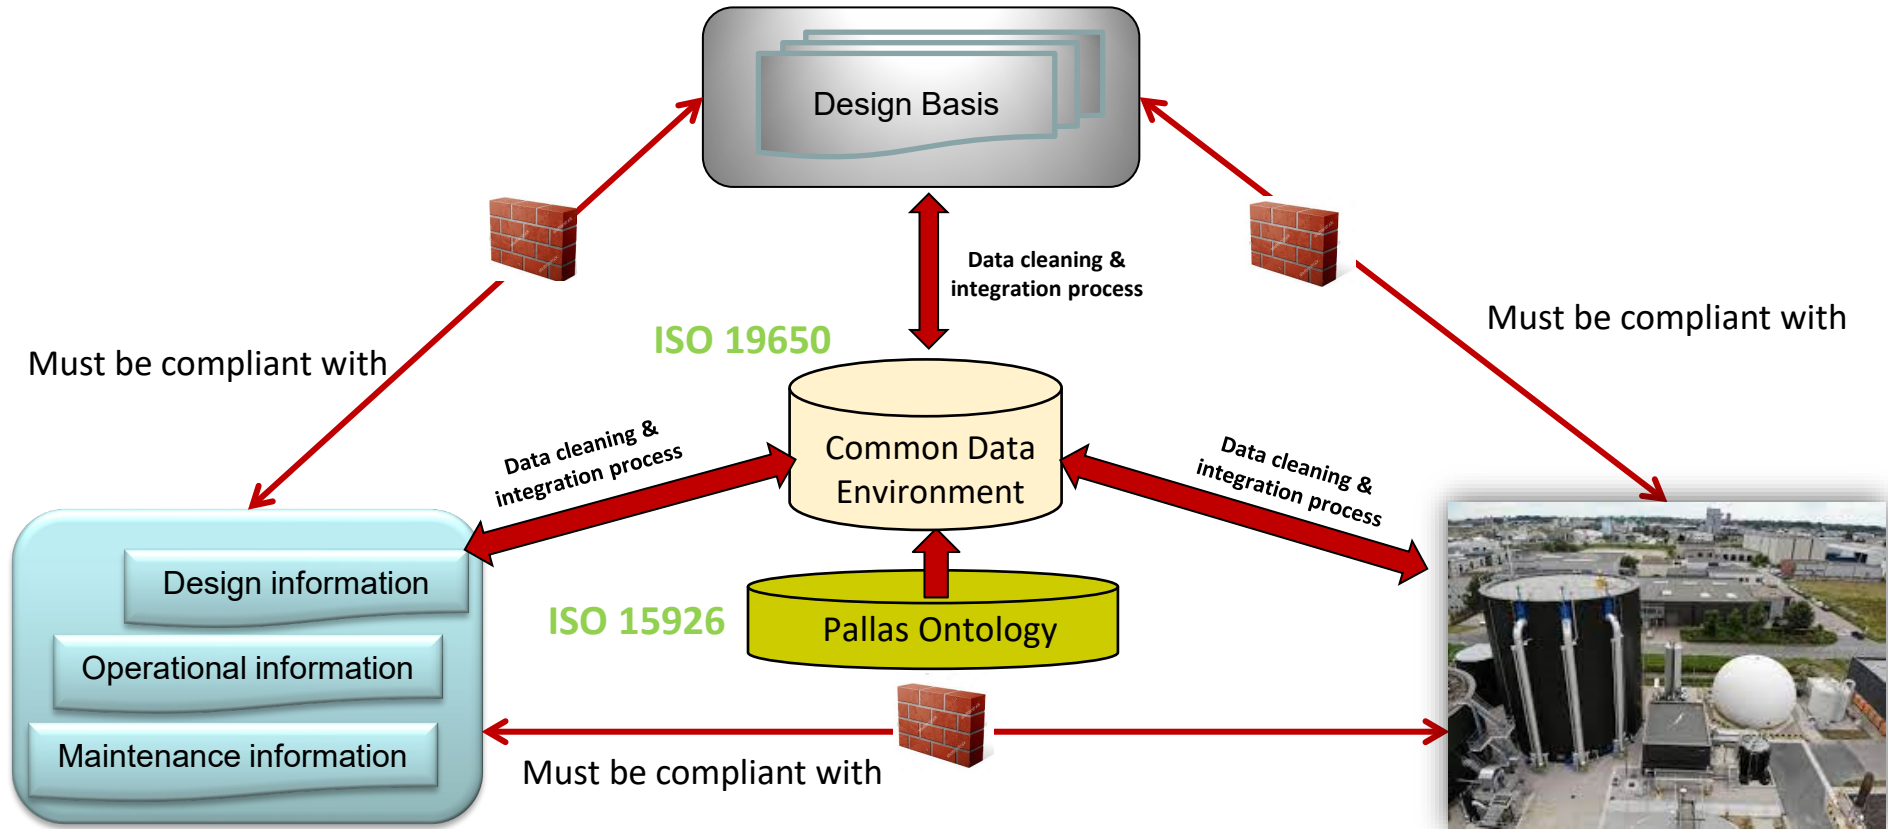 Design Basis
Data cleaning &
integration process
Must be compliant with
ISO 19650
Must be compliant with
Data cleaning &
integration process
Common Data
Environment
Data cleaning &
integration process
Design information
Operational information
Maintenance information
ISO 15926
Pallas Ontology
Must be compliant with